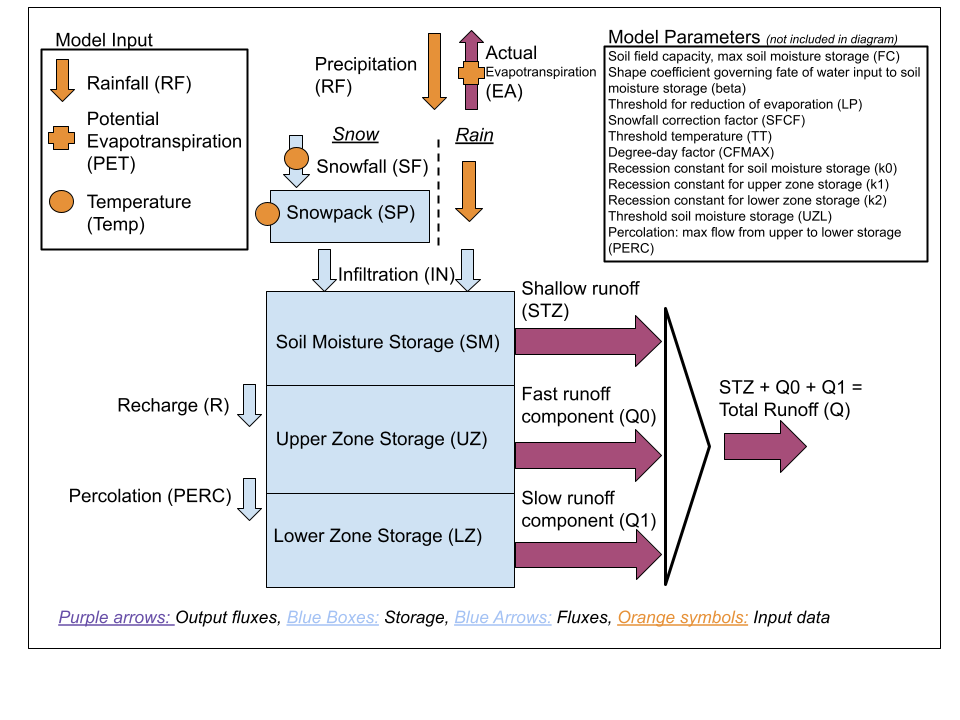 Model Input
Rainfall (RF)
Potential
Evapotranspiration
(PET)
Temperature
(Temp)
Precipitation
(RF)
Actual
Evapotranspiration
(EA)
Model Parameters (not included in diagram)
Soil field capacity, max soil moisture storage (FC)
Shape coefficient governing fate of water input to soil
moisture storage (beta)
Threshold for reduction of evaporation (LP)
Snowfall correction factor (SFCF)
Threshold temperature (TT)
Degree-day factor (CFMAX)
Recession constant for soil moisture storage (k0)
Recession constant for upper zone storage (k1)
Recession constant for lower zone storage (k2)
Threshold soil moisture storage (UZL)
Percolation: max flow from upper to lower storage
(PERC)
Snow
Rain
Snowfall (SF)
Snowpack (SP)
Infiltration (IN)
Soil Moisture Storage (SM)
Shallow runoff
(STZ)
Recharge (R)
Upper Zone Storage (UZ)
Fast runoff
component (Q0)
STZ + Q0 + Q1 =
Total Runoff (Q)
Percolation (PERC)
Lower Zone Storage (LZ)
Slow runoff
component (Q1)
Purple arrows: Output fluxes, Blue Boxes: Storage, Blue Arrows: Fluxes, Orange symbols: Input data